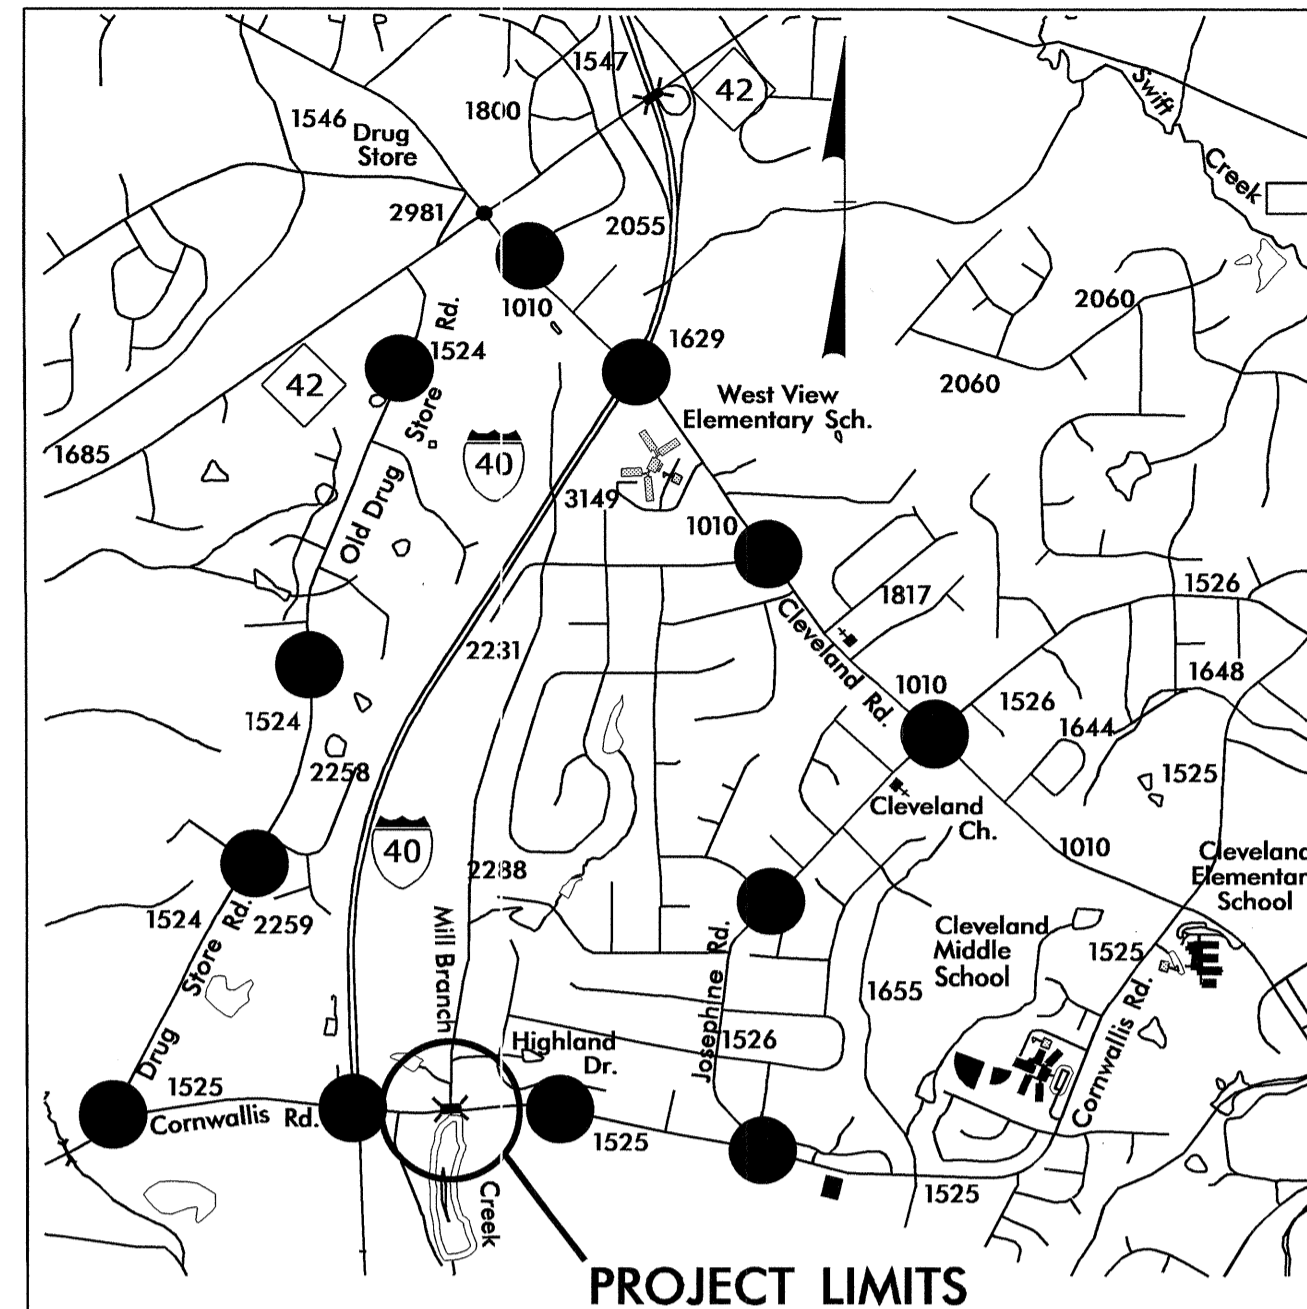 1547
42
Swift
1800
1546
Drug
Store
Creek
2981
2055
1010
Rd.
2060
1629
1524
42
2060
West View
Elementary Sch.
Store
1685
40
3149
1010
Old Drug
1526
1817
Cleveland Rd.
2231
1648
1010
1526
1524
1644
2258
1525
Cleveland
Ch.
40
1010
Cleveland
Elementar
School
2288
1524
Store Rd.
2259
Mill Branch
Josephine Rd.
Cleveland
Middle
School
1525
1655
Cornwallis Rd.
Highland
Dr.
1526
Drug
1525
Cornwallis Rd.
1525
Creek
1525
PROJECT LIMITS